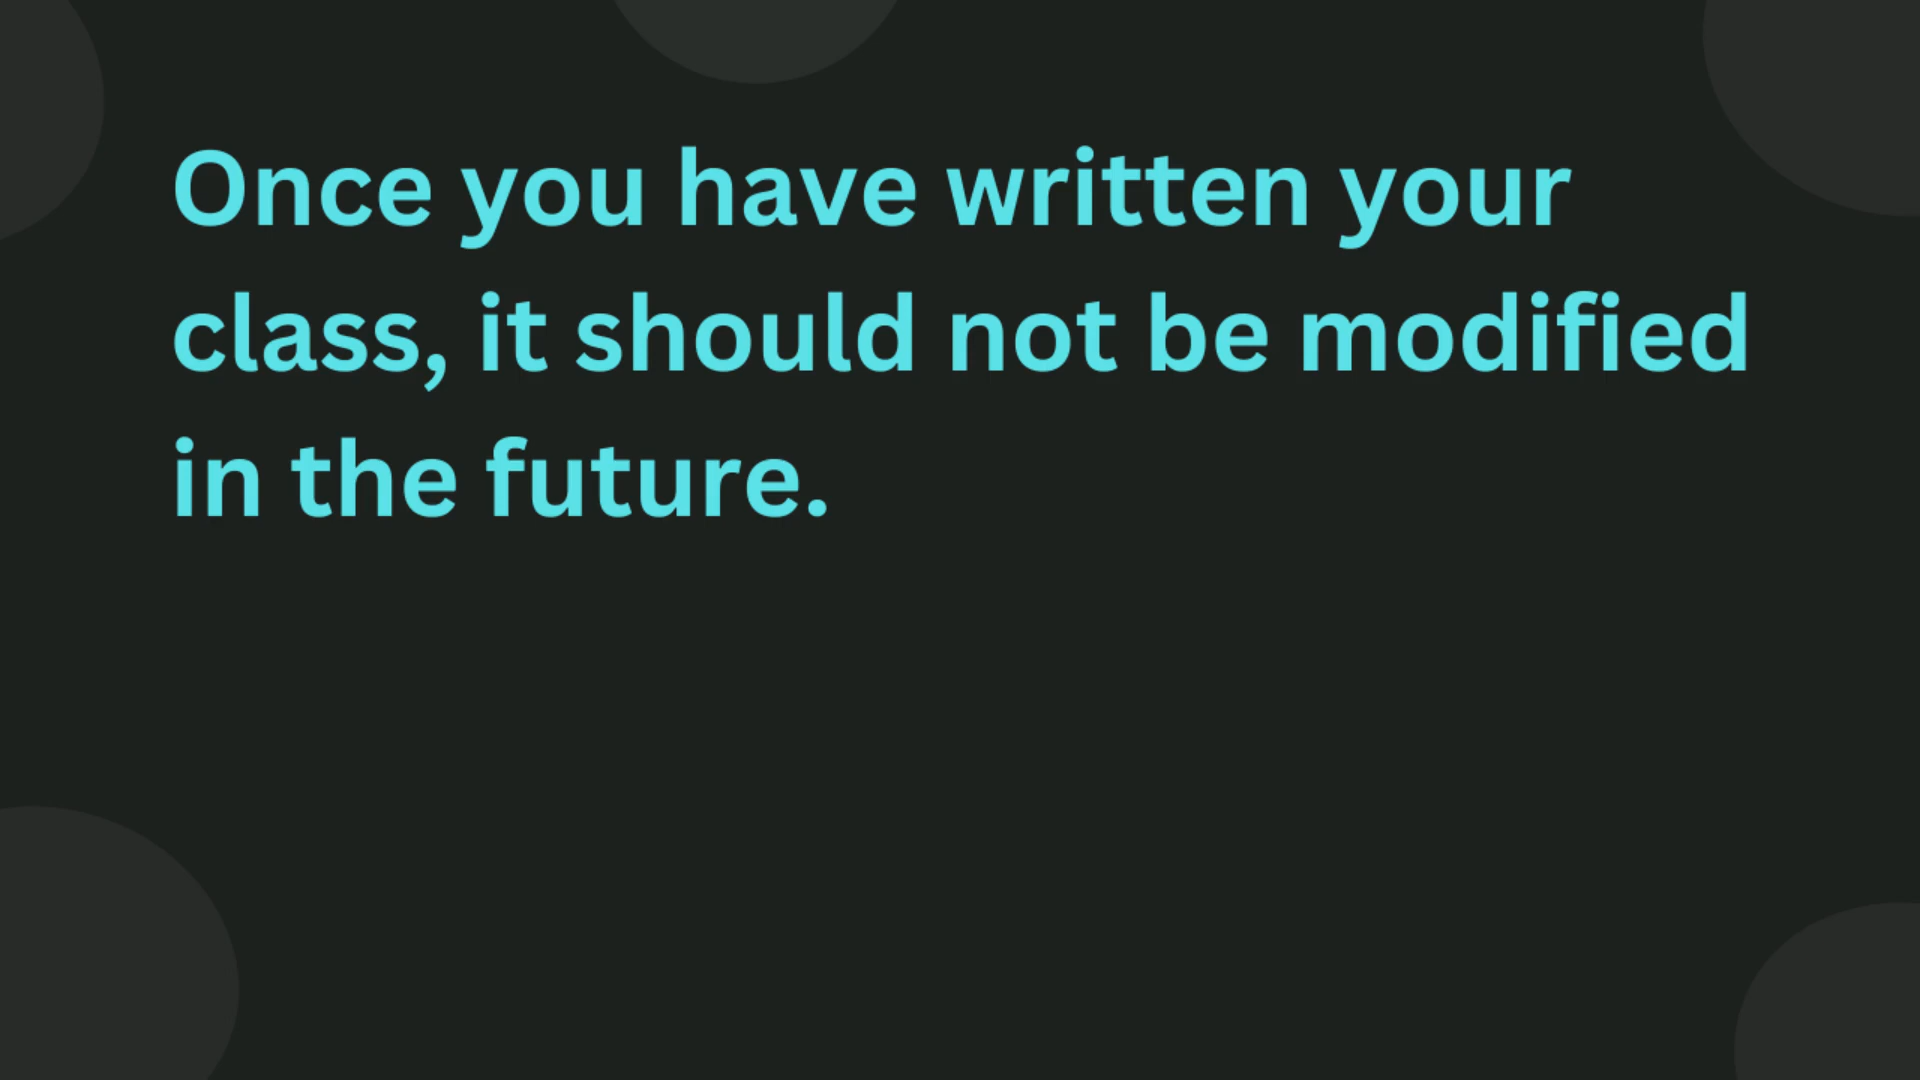 Once you have written your
class, it should not be modified
in the future.